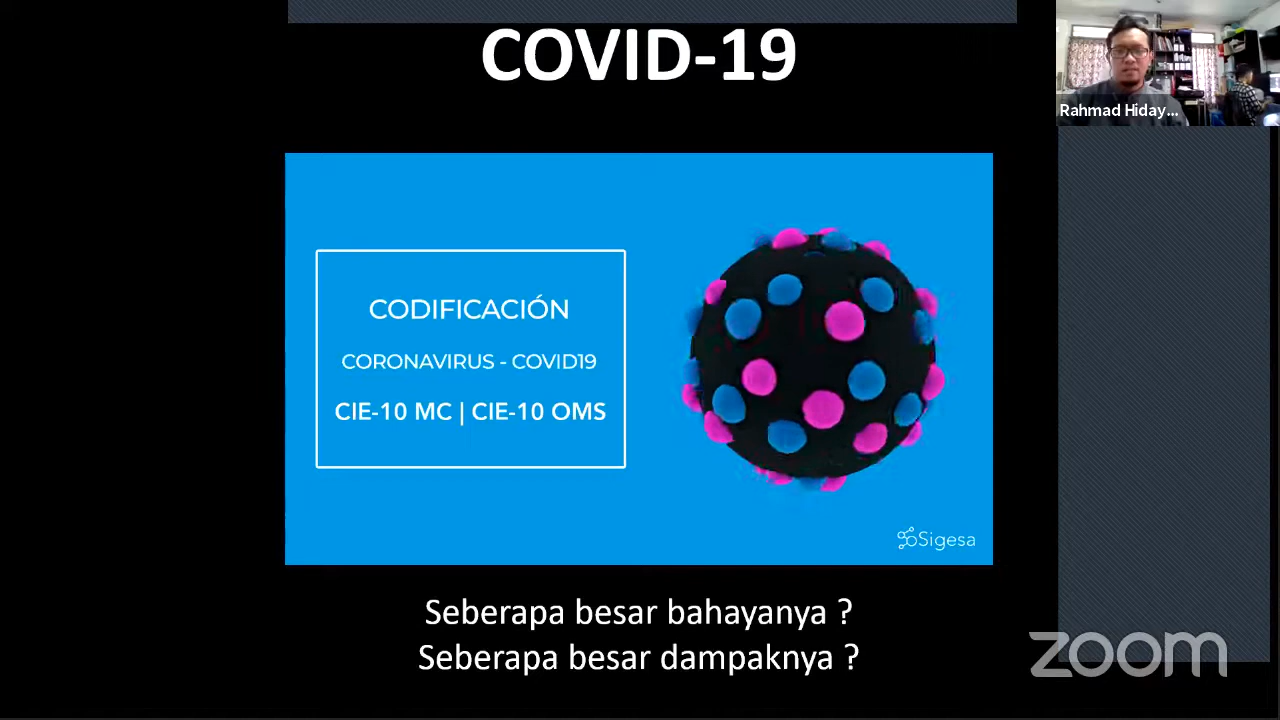 COVID-19
Rahmad Hiday...
CODIFICACIÓN
CORONAVIRUS - COVID19
CIE-10 MC | CIE-10 OMS
Sigesa
Seberapa besar bahayanya ?
Seberapa besar dampaknya ?
zoom